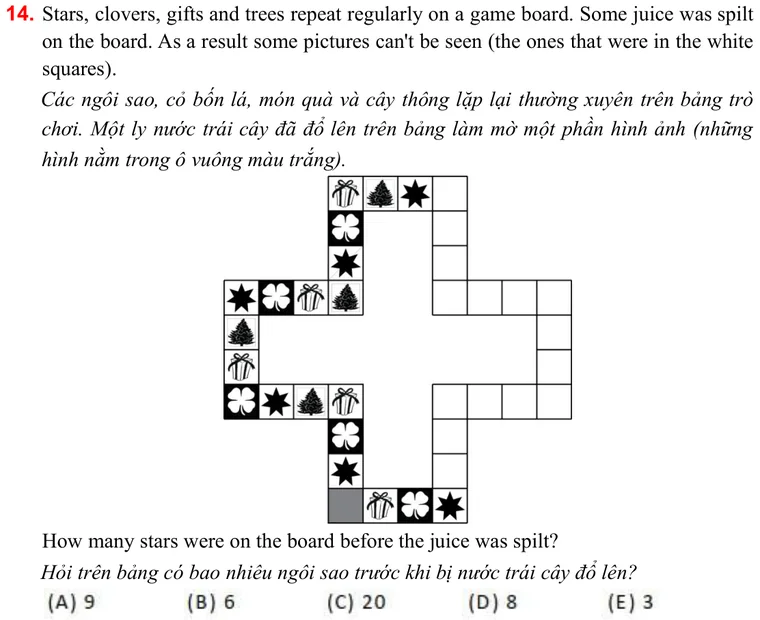 14. Stars, clovers, gifts and trees repeat regularly on a game board. Some juice was spilt
on the board. As a result some pictures can't be seen (the ones that were in the white
squares).
Các ngôi sao, cỏ bốn lá, món quà và cây thông lặp lại thường xuyên trên bảng trò
chơi. Một ly nước trái cây đã đổ lên trên bảng làm mờ một phần hình ảnh (những
hình nằm trong ô vuông màu trắng).
How many stars were on the board before the juice was spilt?
Hỏi trên bảng có bao nhiêu ngôi sao trước khi bị nước trái cây đổ lên?
(A) 9 (B) 6 (C) 20 (D) 8 (E) 3